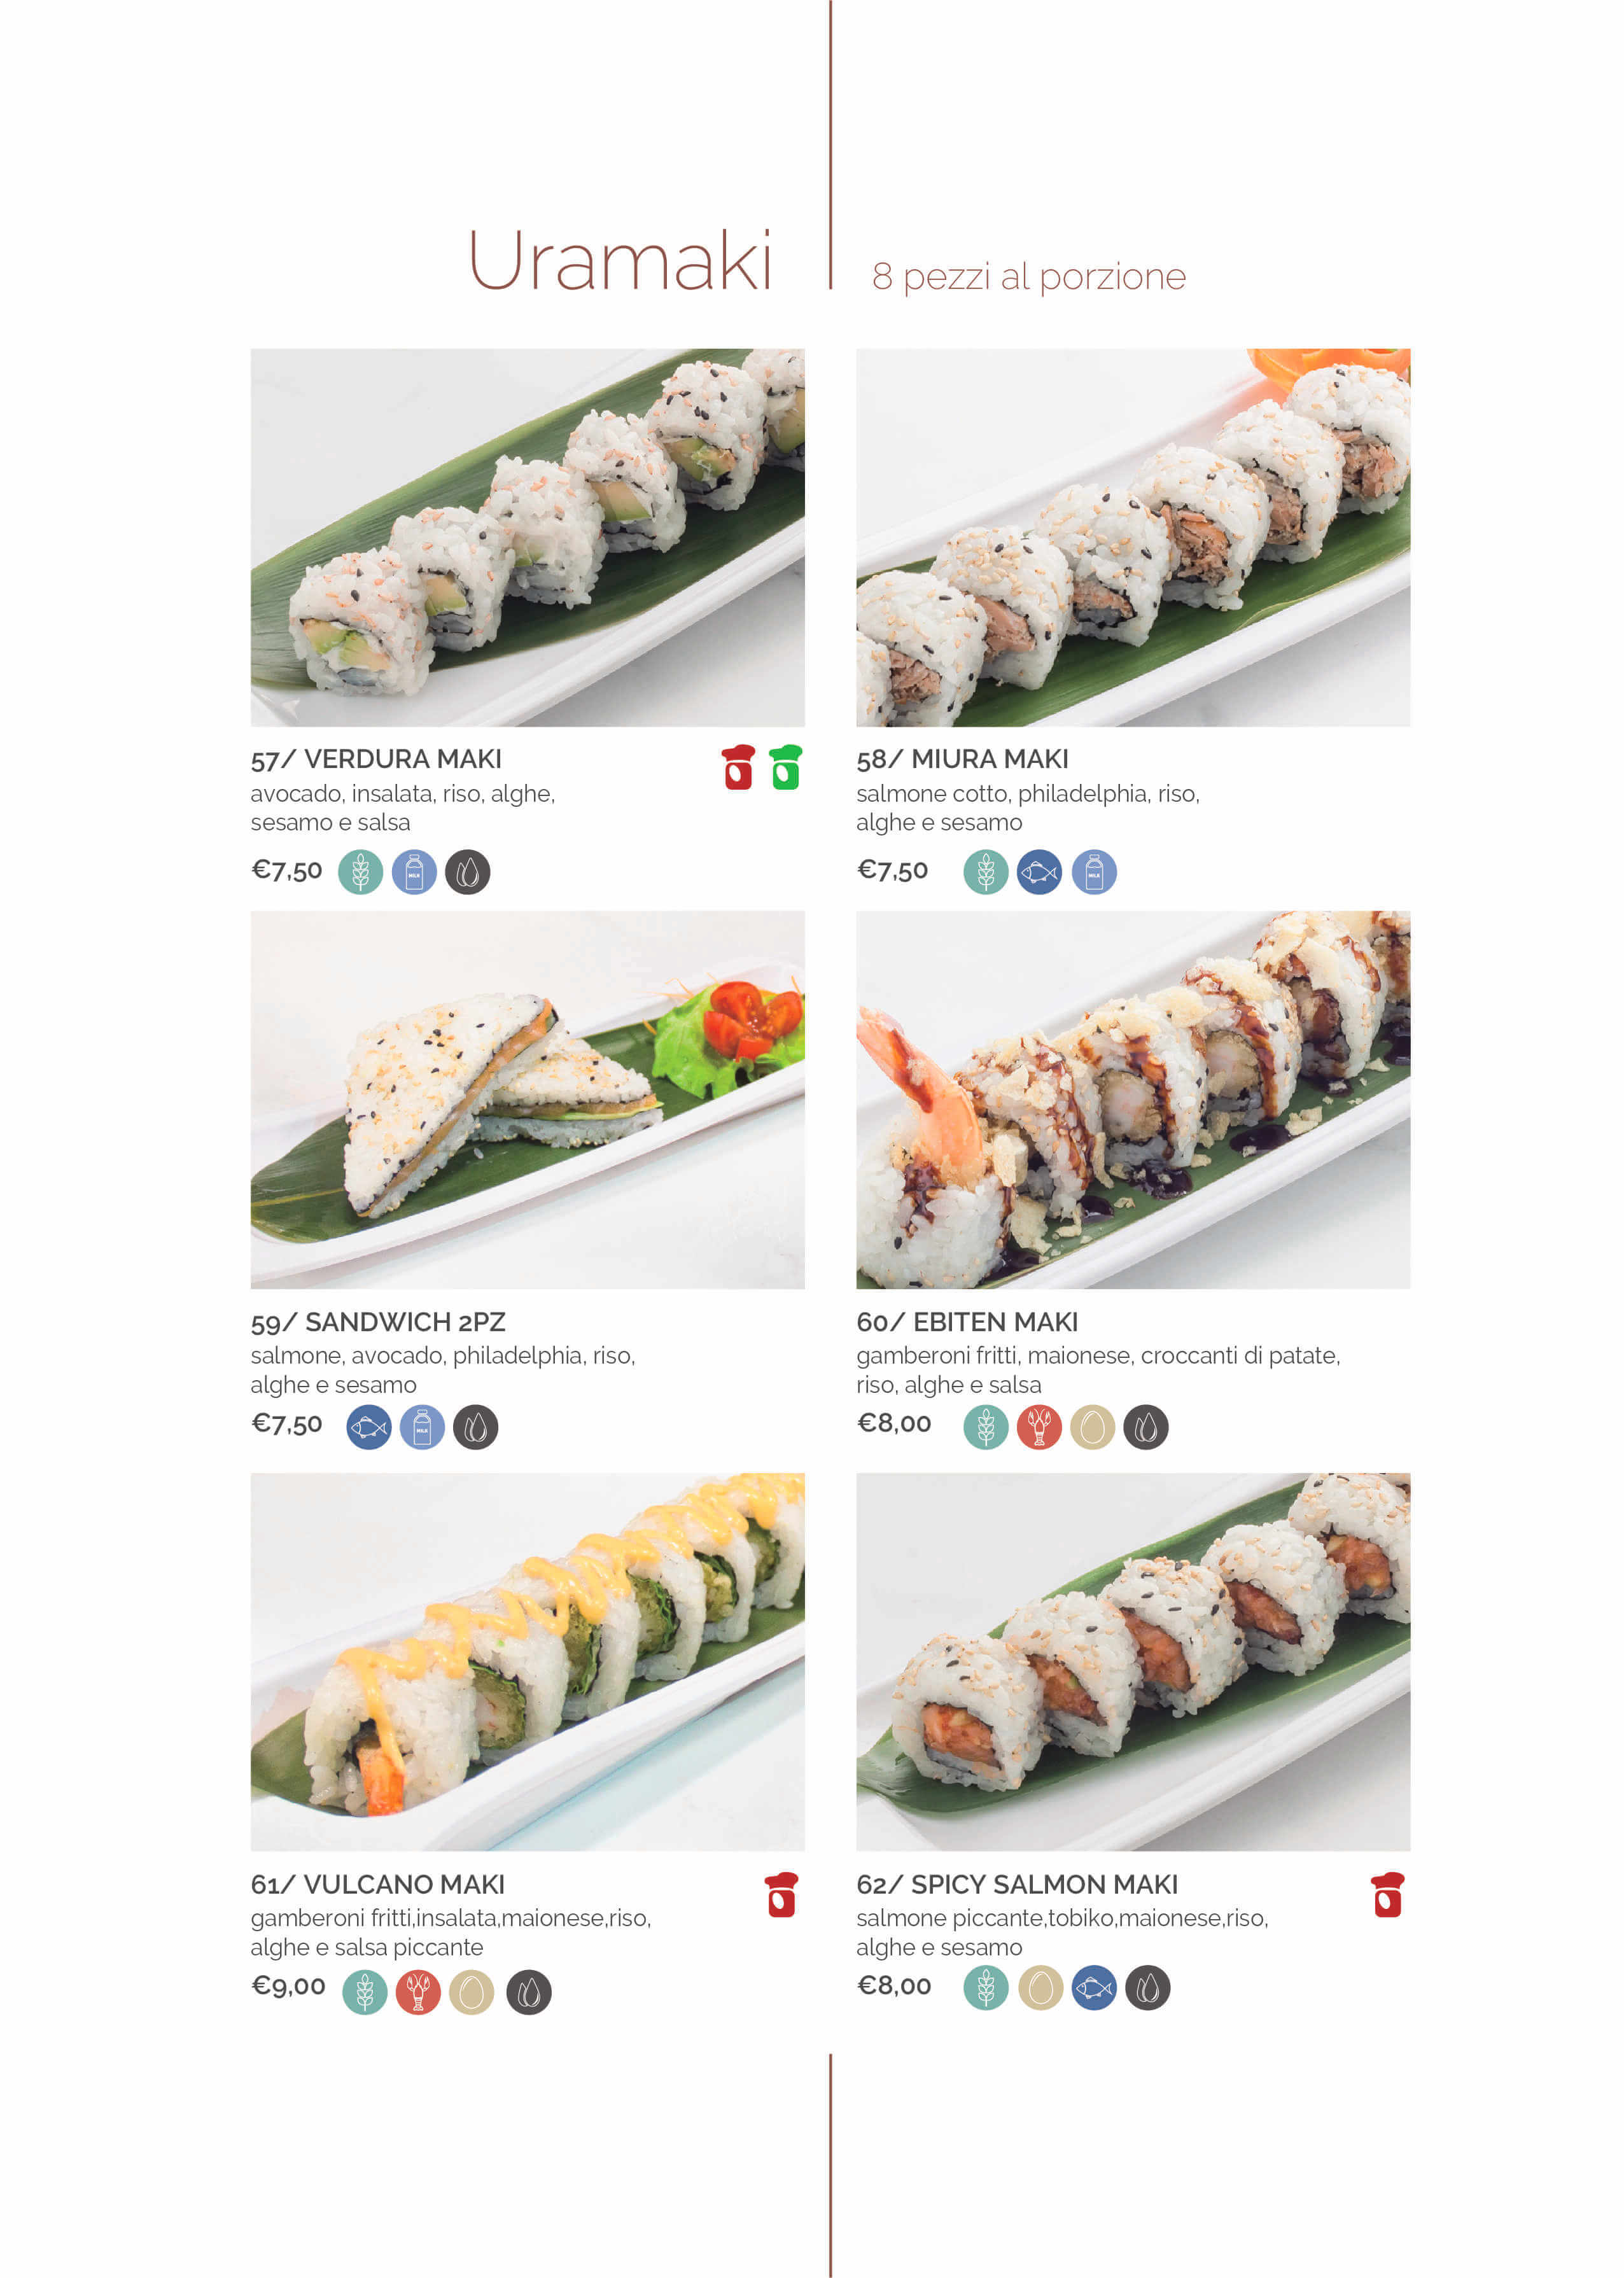 Uramaki
8 pezzi al porzione
57/ VERDURA MAKI
avocado, insalata, riso, alghe,
sesamo e salsa
€7,50
MILK
58/ MIURA MAKI
salmone cotto, philadelphia, riso,
alghe e sesamo
€7,50
MILK
59/ SANDWICH 2PZ
salmone, avocado, philadelphia, riso,
alghe e sesamo
€7,50
MILK
60/ EBITEN MAKI
gamberoni fritti, maionese, croccanti di patate,
riso, alghe e salsa
€8,00
61/ VULCANO MAKI
gamberoni fritti,insalata,maionese,riso,
alghe e salsa piccante
€9,00
62/ SPICY SALMON MAKI
salmone piccante,tobiko,maionese,riso,
alghe e sesamo
€8,00